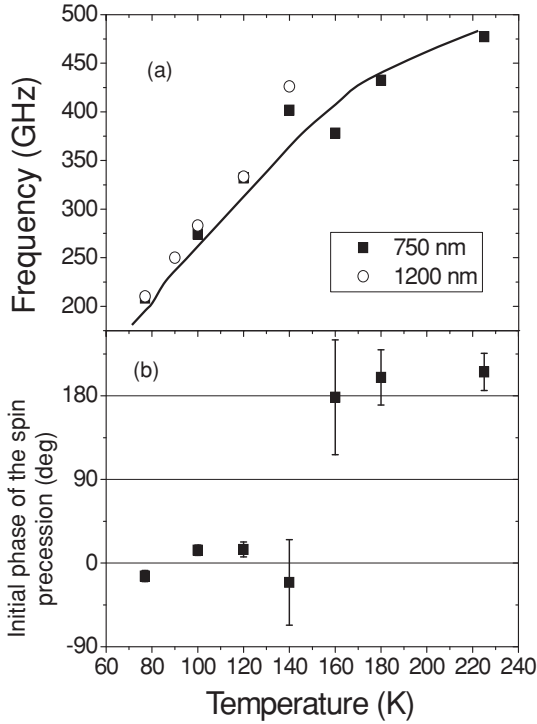 500
450
400
350
300
250
200
Frequency (GHz)
(a)
750 nm
1200 nm
(b)
180
90
0
-90
Initial phase of the spin
precession (deg)
60 80 100 120 140 160 180 200 220 240
Temperature (K)